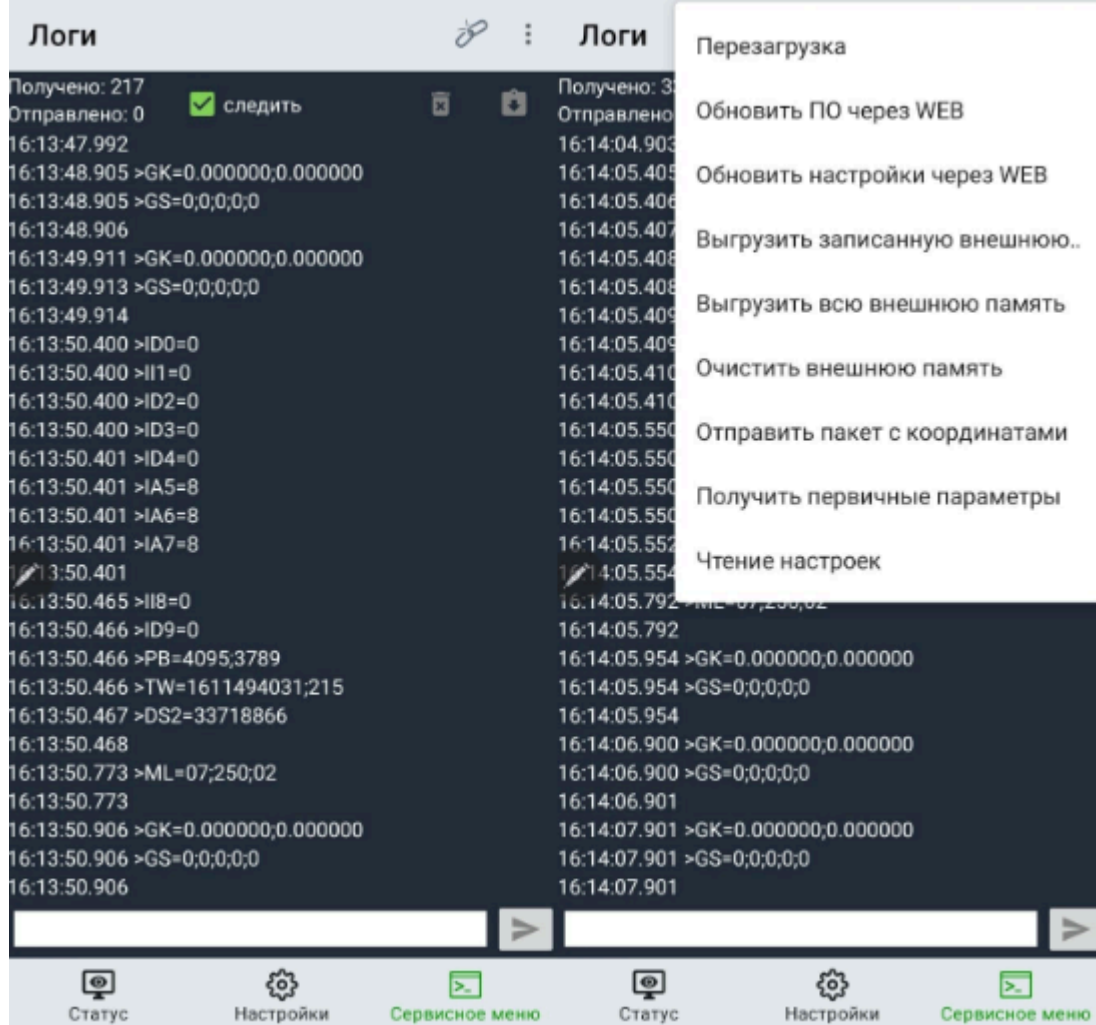 Логи
Получено: 217
Отправлено: 0
следить
16:13:47.992
16:13:48.905 >GK=0.000000;0.000000
16:13:48.905 >GS=0;0;0;0;0
16:13:48.906
16:13:49.911 >GK=0.000000;0.000000
16:13:49.913 >GS=0;0;0;0;0
16:13:49.914
16:13:50.400 >ID0=0
16:13:50.400 >II1=0
16:13:50.400 >ID2=0
16:13:50.400 >ID3=0
16:13:50.401 >ID4=0
16:13:50.401 >IA5=8
16:13:50.401 >IA6=8
16:13:50.401 >IA7=8
3:50.401
16:13:50.465 >II8=0
16:13:50.466 >ID9=0
16:13:50.466 >PB=4095;3789
16:13:50.466 >TW=1611494031;215
16:13:50.467 >DS2=33718866
16:13:50.468
16:13:50.773 >ML=07;250;02
16:13:50.773
16:13:50.906 >GK=0.000000;0.000000
16:13:50.906 >GS=0;0;0;0;0
16:13:50.906
Статус
Настройки
Сервисное меню
Логи
Получено: 3
Отправлено
16:14:04.903
16:14:05.405
16:14:05.406
16:14:05.407
16:14:05.408
16:14:05.408
16:14:05.409
16:14:05.409
16:14:05.410
16:14:05.410
16:14:05.550
16:14:05.550
16:14:05.550
16:14:05.550
16:14:05.552
4:05.554
16:14:05.792 >ML=07;250;02
16:14:05.792
16:14:05.954 >GK=0.000000;0.000000
16:14:05.954 >GS=0;0;0;0;0
16:14:05.954
16:14:06.900 >GK=0.000000;0.000000
16:14:06.900 >GS=0;0;0;0;0
16:14:06.901
16:14:07.901 >GK=0.000000;0.000000
16:14:07.901 >GS=0;0;0;0;0
16:14:07.901
Перезагрузка
Обновить ПО через WEB
Обновить настройки через WEB
Выгрузить записанную внешнюю..
Выгрузить всю внешнюю память
Очистить внешнюю память
Отправить пакет с координатами
Получить первичные параметры
Чтение настроек
Статус
Настройки
Сервисное меню